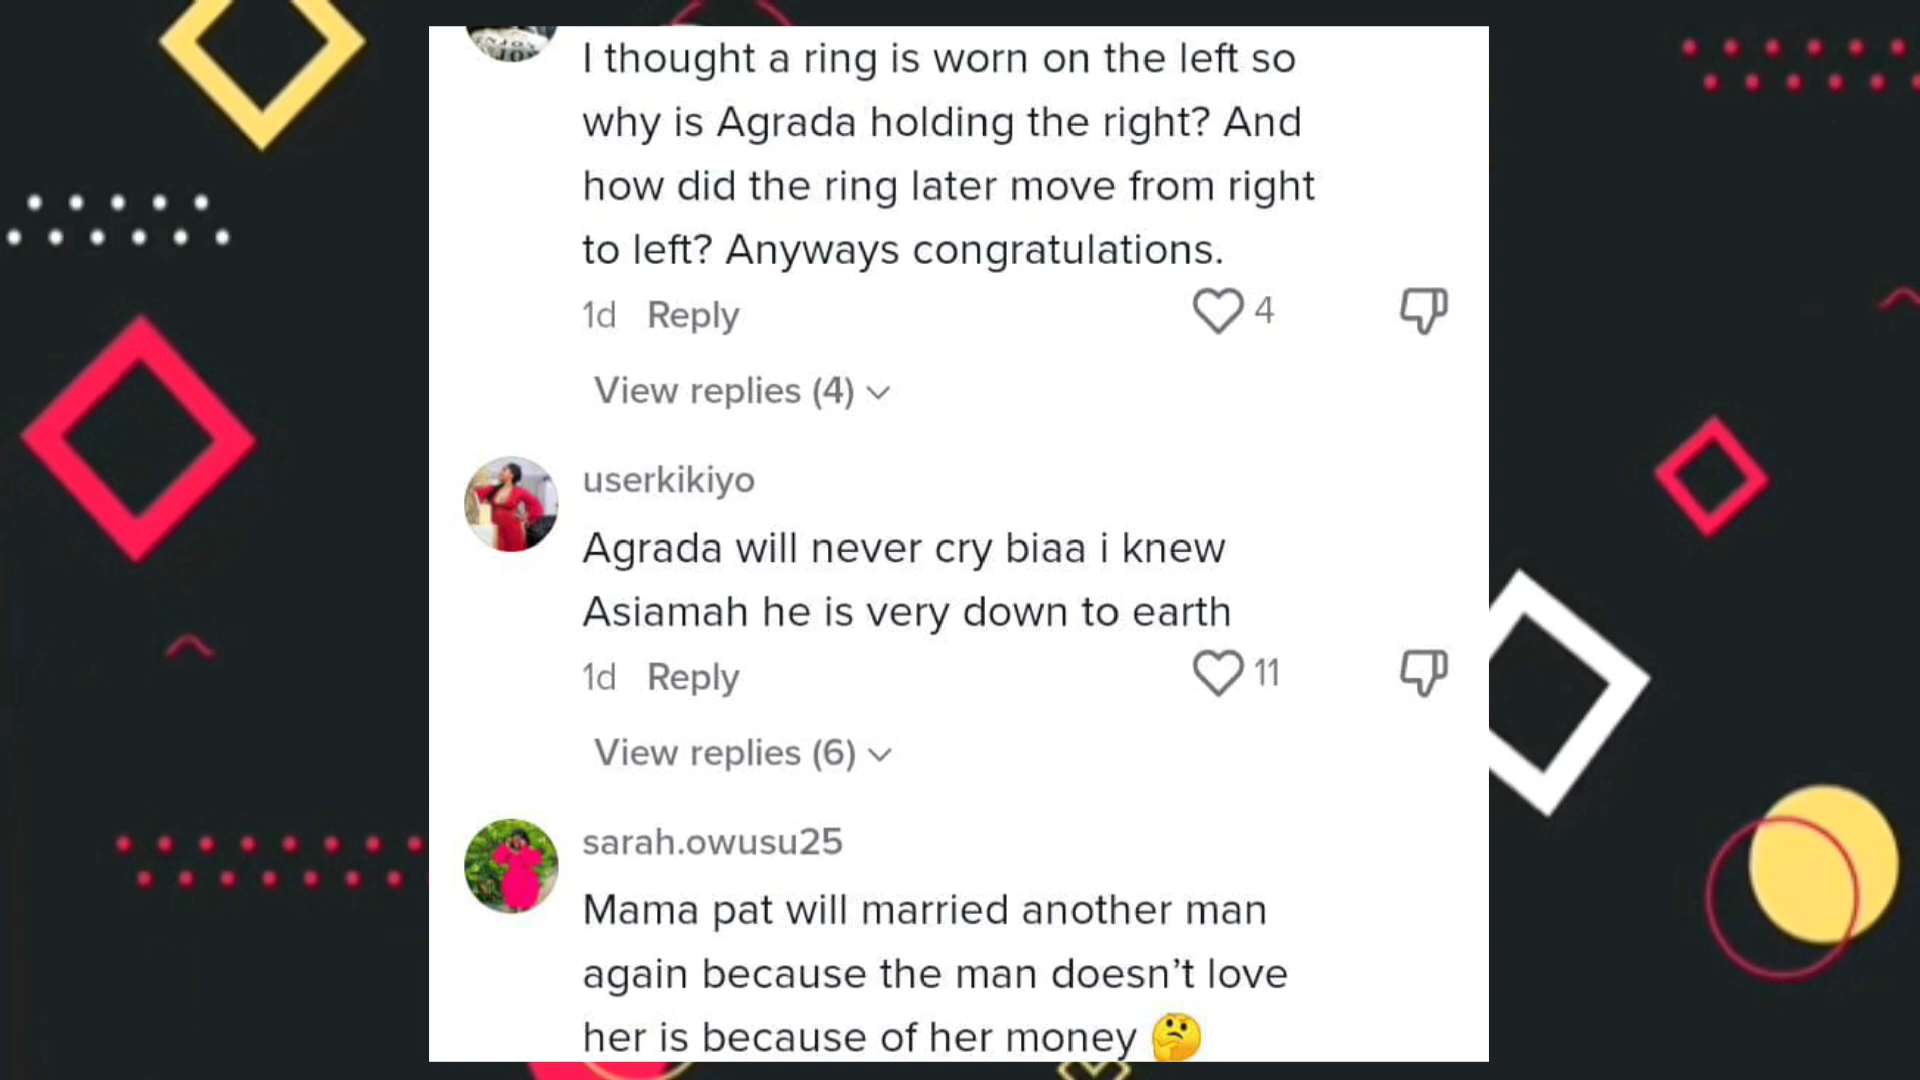 I thought a ring is worn on the left so
why is Agrada holding the right? And
how did the ring later move from right
to left? Anyways congratulations.
1d Reply 4
View replies (4)
userkikiyo
Agrada will never cry biaa i knew
Asiamah he is very down to earth
1d Reply 11
View replies (6)
sarah.owusu25
Mama pat will married another man
again because the man doesn’t love
her is because of her money 🤔